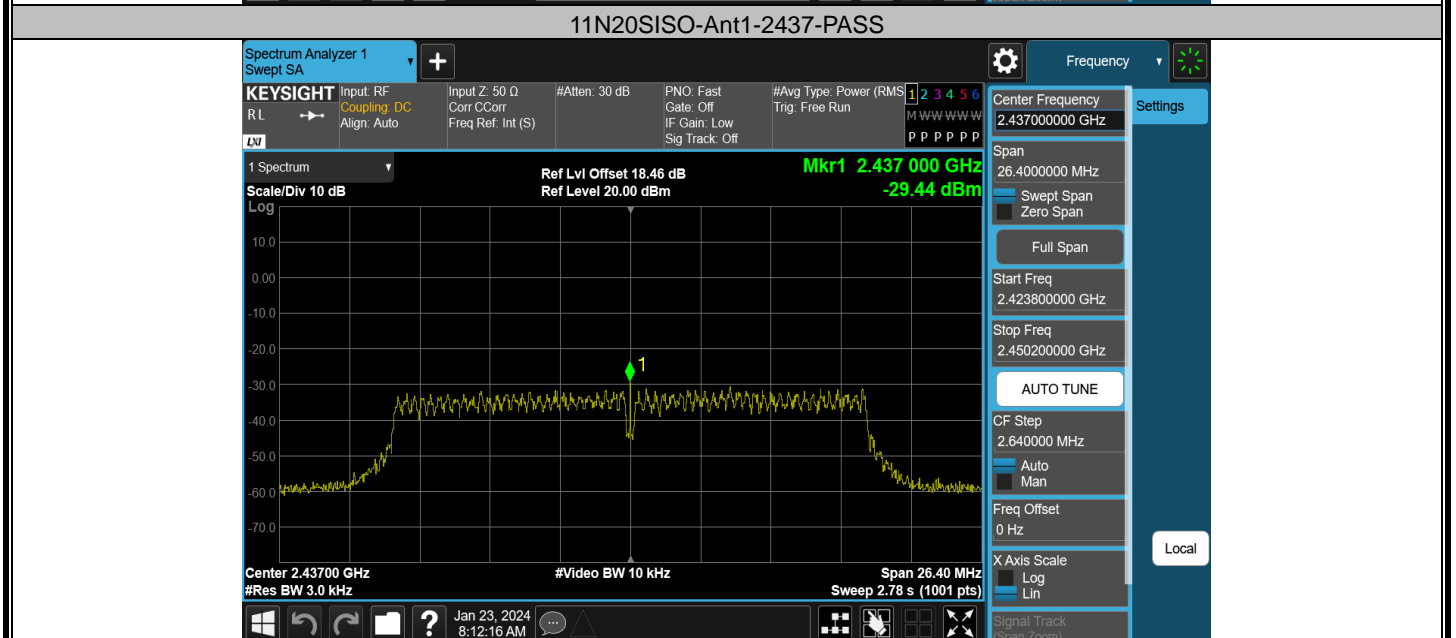 11N20SISO-Ant1-2437-PASS
Spectrum Analyzer 1
Swept SA
+
Frequency
KEYSIGHT
RL
LXI
Input: RF
Coupling: DC
Align: Auto
Input Z: 50 Ω
Corr CCorr
Freq Ref: Int (S)
#Atten: 30 dB
PNO: Fast
Gate: Off
IF Gain: Low
Sig Track: Off
#Avg Type: Power (RMS
Trig: Free Run
1 2 3 4 5 6
M W W W W W
P P P P P P
1 Spectrum
Scale/Div 10 dB
Log
Ref Lvl Offset 18.46 dB
Ref Level 20.00 dBm
Mkr1 2.437 000 GHz
-29.44 dBm
10.0
0.00
-10.0
-20.0
-30.0
-40.0
-50.0
-60.0
-70.0
1
Center 2.43700 GHz
#Res BW 3.0 kHz
#Video BW 10 kHz
Span 26.40 MHz
Sweep 2.78 s (1001 pts)
Center Frequency
2.437000000 GHz
Settings
Span
26.4000000 MHz
Swept Span
Zero Span
Full Span
Start Freq
2.423800000 GHz
Stop Freq
2.450200000 GHz
AUTO TUNE
CF Step
2.640000 MHz
Auto
Man
Freq Offset
0 Hz
X Axis Scale
Log
Lin
Local
Signal Track
(Span Zoom)
?
Jan 23, 2024
8:12:16 AM